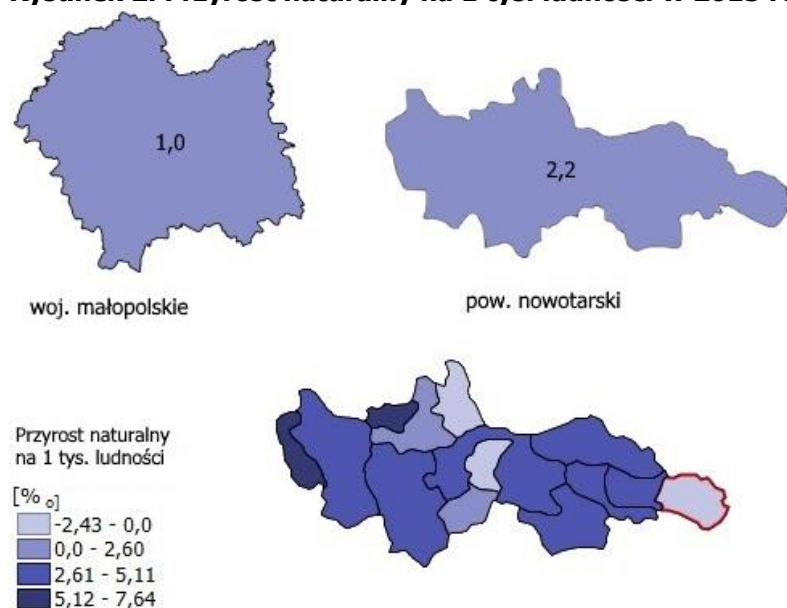 1,0
2,2
woj. małopolskie
pow. nowotarski
Przyrost naturalny
na 1 tys. ludności
[% o]
-2,43 - 0,0
0,0 - 2,60
2,61 - 5,11
5,12 - 7,64